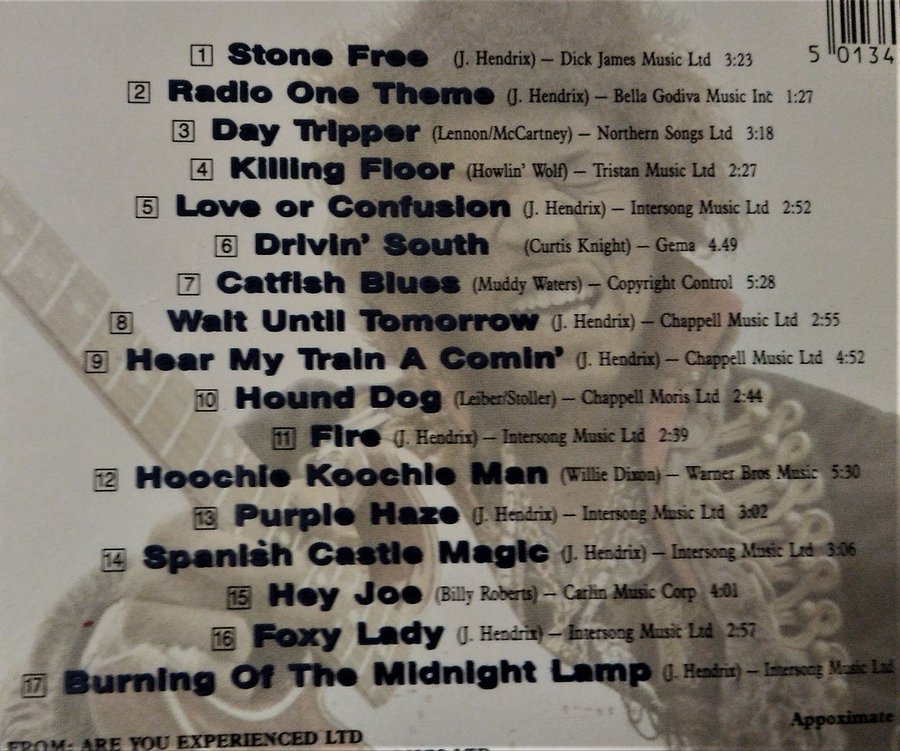 5 0134
1 Stone Free (J. Hendrix) – Dick James Music Ltd 3:23
2 Radio One Theme (J. Hendrix) – Bella Godiva Music Inc 1:27
3 Day Tripper (Lennon/McCartney) – Northern Songs Ltd 3:18
4 Killing Floor (Howlin' Wolf) – Tristan Music Ltd 2:27
5 Love or Confusion (J. Hendrix) – Intersong Music Ltd 2:52
6 Drivin' South (Curtis Knight) – Gema 4.49
7 Catfish Blues (Muddy Waters) – Copyright Control 5:28
8 Wait Until Tomorrow (J. Hendrix) – Chappell Music Ltd 2:55
9 Hear My Train A Comin' (J. Hendrix) – Chappell Music Ltd 4:52
10 Hound Dog (Leiber/Stoller) – Chappell Moris Ltd 2:44
11 Fire (J. Hendrix) – Intersong Music Ltd 2:39
12 Hoochie Koochie Man (Willie Dixon) – Warner Bros Music 5:30
13 Purple Haze (J. Hendrix) – Intersong Music Ltd 3:02
14 Spanish Castle Magic (J. Hendrix) – Intersong Music Ltd 3:06
15 Hey Joe (Billy Roberts) – Carlin Music Corp 4:01
16 Foxy Lady (J. Hendrix) – Intersong Music Ltd 2:57
17 Burning Of The Midnight Lamp (J. Hendrix) – Intersong Music Ltd
Appoximate
FROM: ARE YOU EXPERIENCED LTD